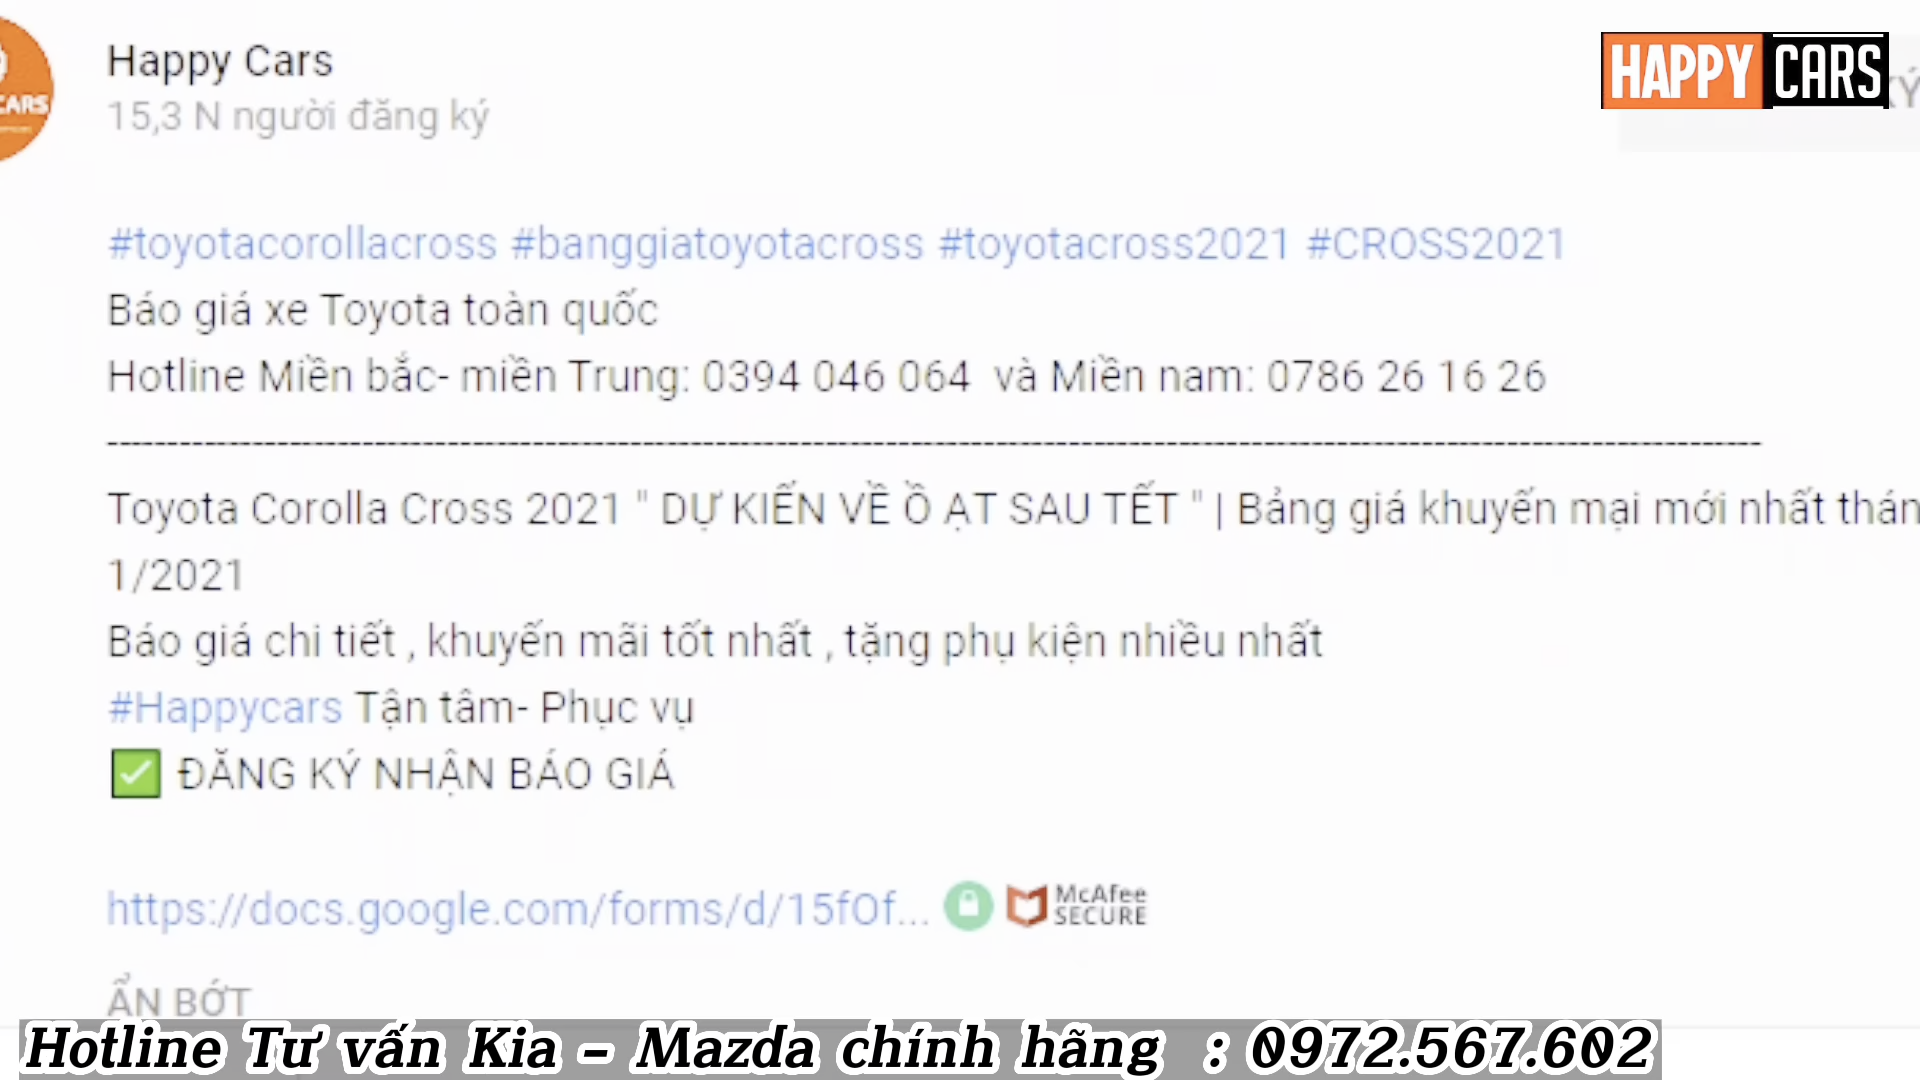 Happy Cars
HAPPY CARS
CARS
15,3 N người đăng ký
KÝ
#toyotacorollacross #banggiatoyotacross #toyotacross2021 #CROSS2021
Báo giá xe Toyota toàn quốc
Hotline Miền bắc- miền Trung: 0394 046 064 và Miền nam: 0786 26 16 26
Toyota Corolla Cross 2021 " DỰ KIẾN VỀ Ồ ẠT SAU TẾT " | Bảng giá khuyến mại mới nhất thán
1/2021
Báo giá chi tiết , khuyến mãi tốt nhất , tặng phụ kiện nhiều nhất
#Happycars Tận tâm- Phục vụ
✅ ĐĂNG KÝ NHẬN BÁO GIÁ
https://docs.google.com/forms/d/15fOf...
McAfee
SECURE
ẨN BỚT
Hotline Tư vấn Kia – Mazda chính hãng : 0972.567.602